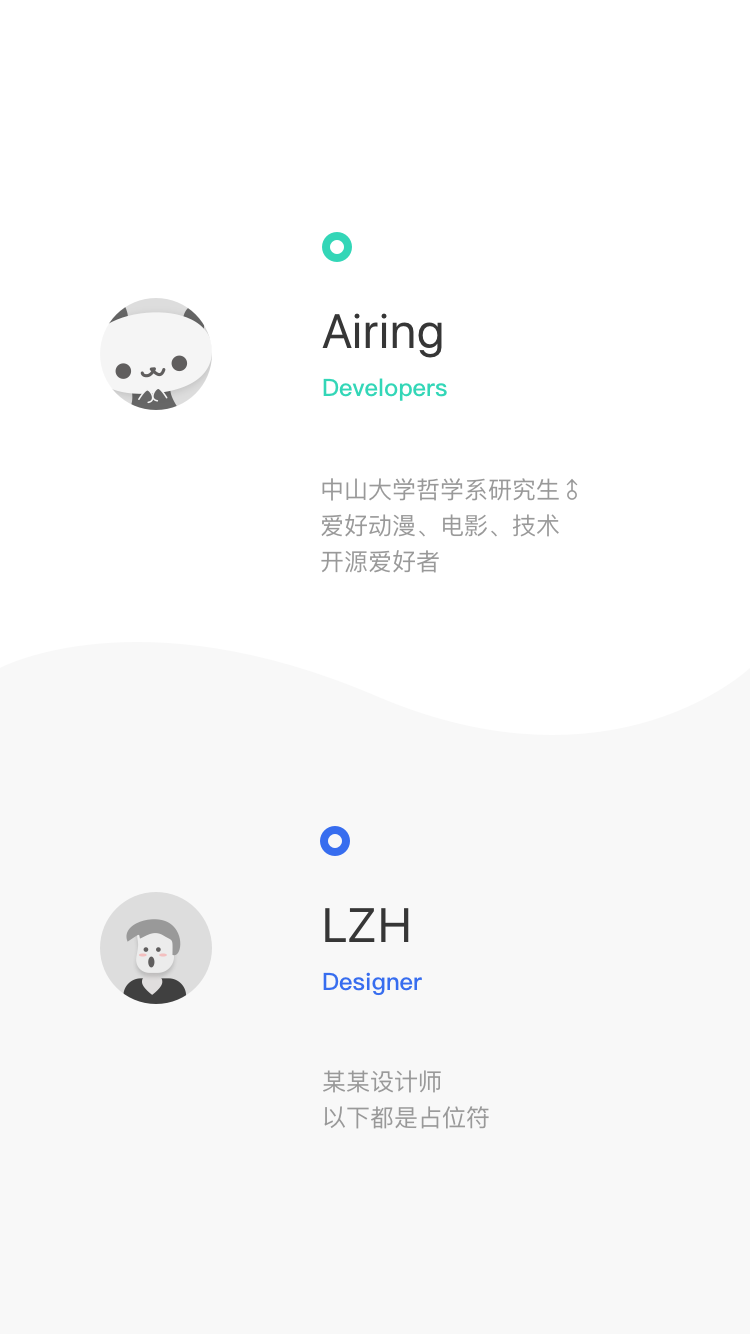 Airing
Developers
中山大学哲学系研究生⚦
爱好动漫、电影、技术
开源爱好者
LZH
Designer
某某设计师
以下都是占位符